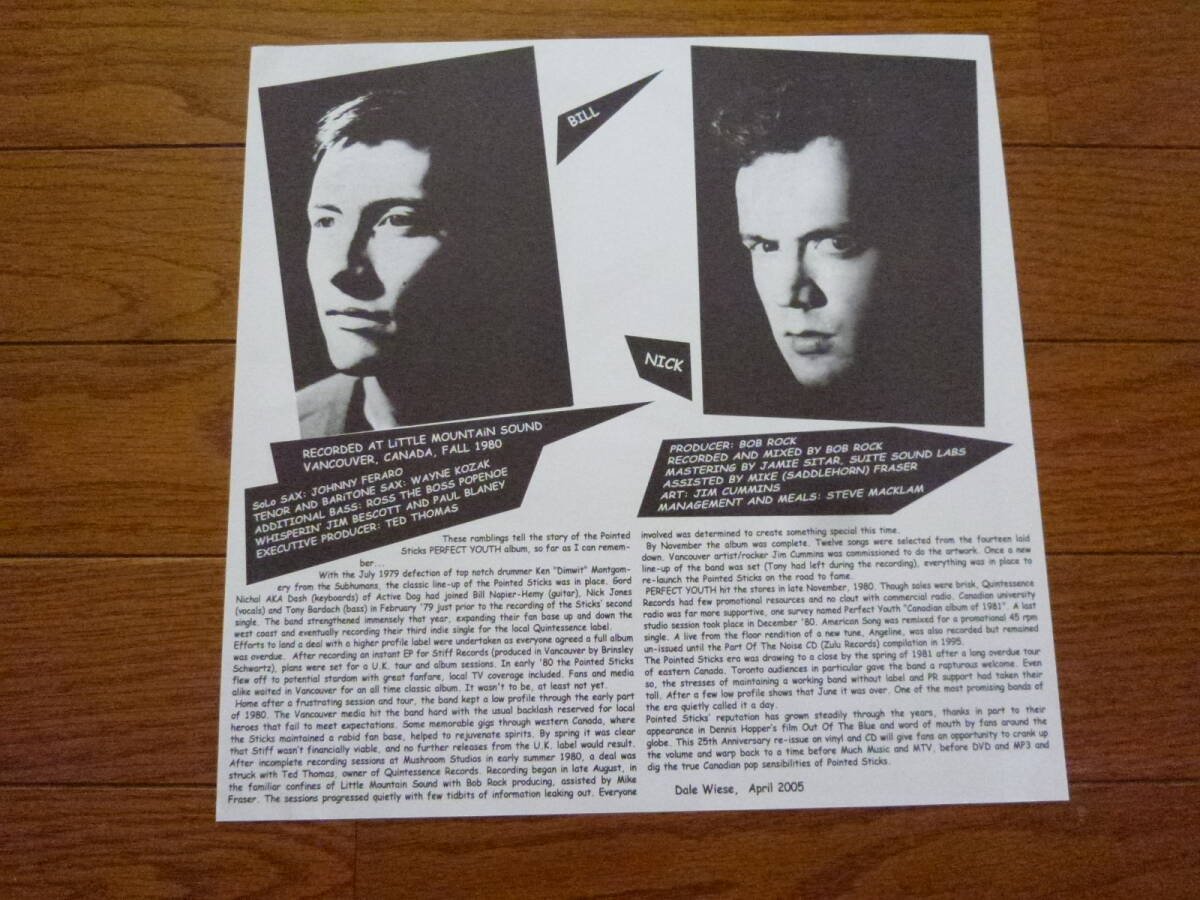 BILL
NICK
RECORDED AT LiTTLE MOUNTAiN SOUND
VANCOUVER, CANADA, FALL 1980
SoLo SAX: JOHNNY FERARO
TENOR AND BARITONE SAX: WAYNE KOZAK
ADDITIONAL BASS: ROSS THE BOSS POPENOE
WHISPERIN' JIM BESCOTT AND PAUL BLANEY
EXECUTIVE PRODUCER: TED THOMAS
PRODUCER: BOB ROCK
RECORDED AND MIXED BY BOB ROCK
MASTERING BY JAMIE SITAR, SUITE SOUND LABS
ASSISTED BY MIKE (SADDLEHORN) FRASER
ART: JIM CUMMINS
MANAGEMENT AND MEALS: STEVE MACKLAM
These ramblings tell the story of the Pointed
Sticks PERFECT YOUTH album, so far as I can remem-
ber...
With the July 1979 defection of top notch drummer Ken "Dimwit" Montgom-
ery from the Subhumans, the classic line-up of the Pointed Sticks was in place. Gord
Nichol AKA Dash (keyboards) of Active Dog had joined Bill Napier-Hemy (guitar), Nick Jones
(vocals) and Tony Bardach (bass) in February '79 just prior to the recording of the Sticks' second
single. The band strengthened immensely that year, expanding their fan base up and down the
west coast and eventually recording their third indie single for the local Quintessence label.
Efforts to land a deal with a higher profile label were undertaken as everyone agreed a full album
was overdue. After recording an instant EP for Stiff Records (produced in Vancouver by Brinsley
Schwartz), plans were set for a U.K. tour and album sessions. In early '80 the Pointed Sticks
flew off to potential stardom with great fanfare, local TV coverage included. Fans and media
alike waited in Vancouver for an all time classic album. It wasn't to be, at least not yet.
Home after a frustrating session and tour, the band kept a low profile through the early part
of 1980. The Vancouver media hit the band hard with the usual backlash reserved for local
heroes that fail to meet expectations. Some memorable gigs through western Canada, where
the Sticks maintained a rabid fan base, helped to rejuvenate spirits. By spring it was clear
that Stiff wasn't financially viable, and no further releases from the U.K. label would result.
After incomplete recording sessions at Mushroom Studios in early summer 1980, a deal was
struck with Ted Thomas, owner of Quintessence Records. Recording began in late August, in
the familiar confines of Little Mountain Sound with Bob Rock producing, assisted by Mike
Fraser. The sessions progressed quietly with few tidbits of information leaking out. Everyone
involved was determined to create something special this time.
By November the album was complete. Twelve songs were selected from the fourteen laid
down. Vancouver artist/rocker Jim Cummins was commissioned to do the artwork. Once a new
line-up of the band was set (Tony had left during the recording), everything was in place to
re-launch the Pointed Sticks on the road to fame.
PERFECT YOUTH hit the stores in late November, 1980. Though sales were brisk, Quintessence
Records had few promotional resources and no clout with commercial radio. Canadian university
radio was far more supportive, one survey named Perfect Youth "Canadian album of 1981". A last
studio session took place in December '80. American Song was remixed for a promotional 45 rpm
single. A live from the floor rendition of a new tune, Angeline, was also recorded but remained
un-issued until the Part Of The Noise CD (Zulu Records) compilation in 1995.
The Pointed Sticks era was drawing to a close by the spring of 1981 after a long overdue tour
of eastern Canada. Toronto audiences in particular gave the band a rapturous welcome. Even
so, the stresses of maintaining a working band without label and PR support had taken their
toll. After a few low profile shows that June it was over. One of the most promising bands of
the era quietly called it a day.
Pointed Sticks' reputation has grown steadily through the years, thanks in part to their
appearance in Dennis Hopper's film Out Of The Blue and word of mouth by fans around the
globe. This 25th Anniversary re-issue on vinyl and CD will give fans an opportunity to crank up
the volume and warp back to a time before Much Music and MTV, before DVD and MP3 and
dig the true Canadian pop sensibilities of Pointed Sticks.
Dale Wiese, April 2005